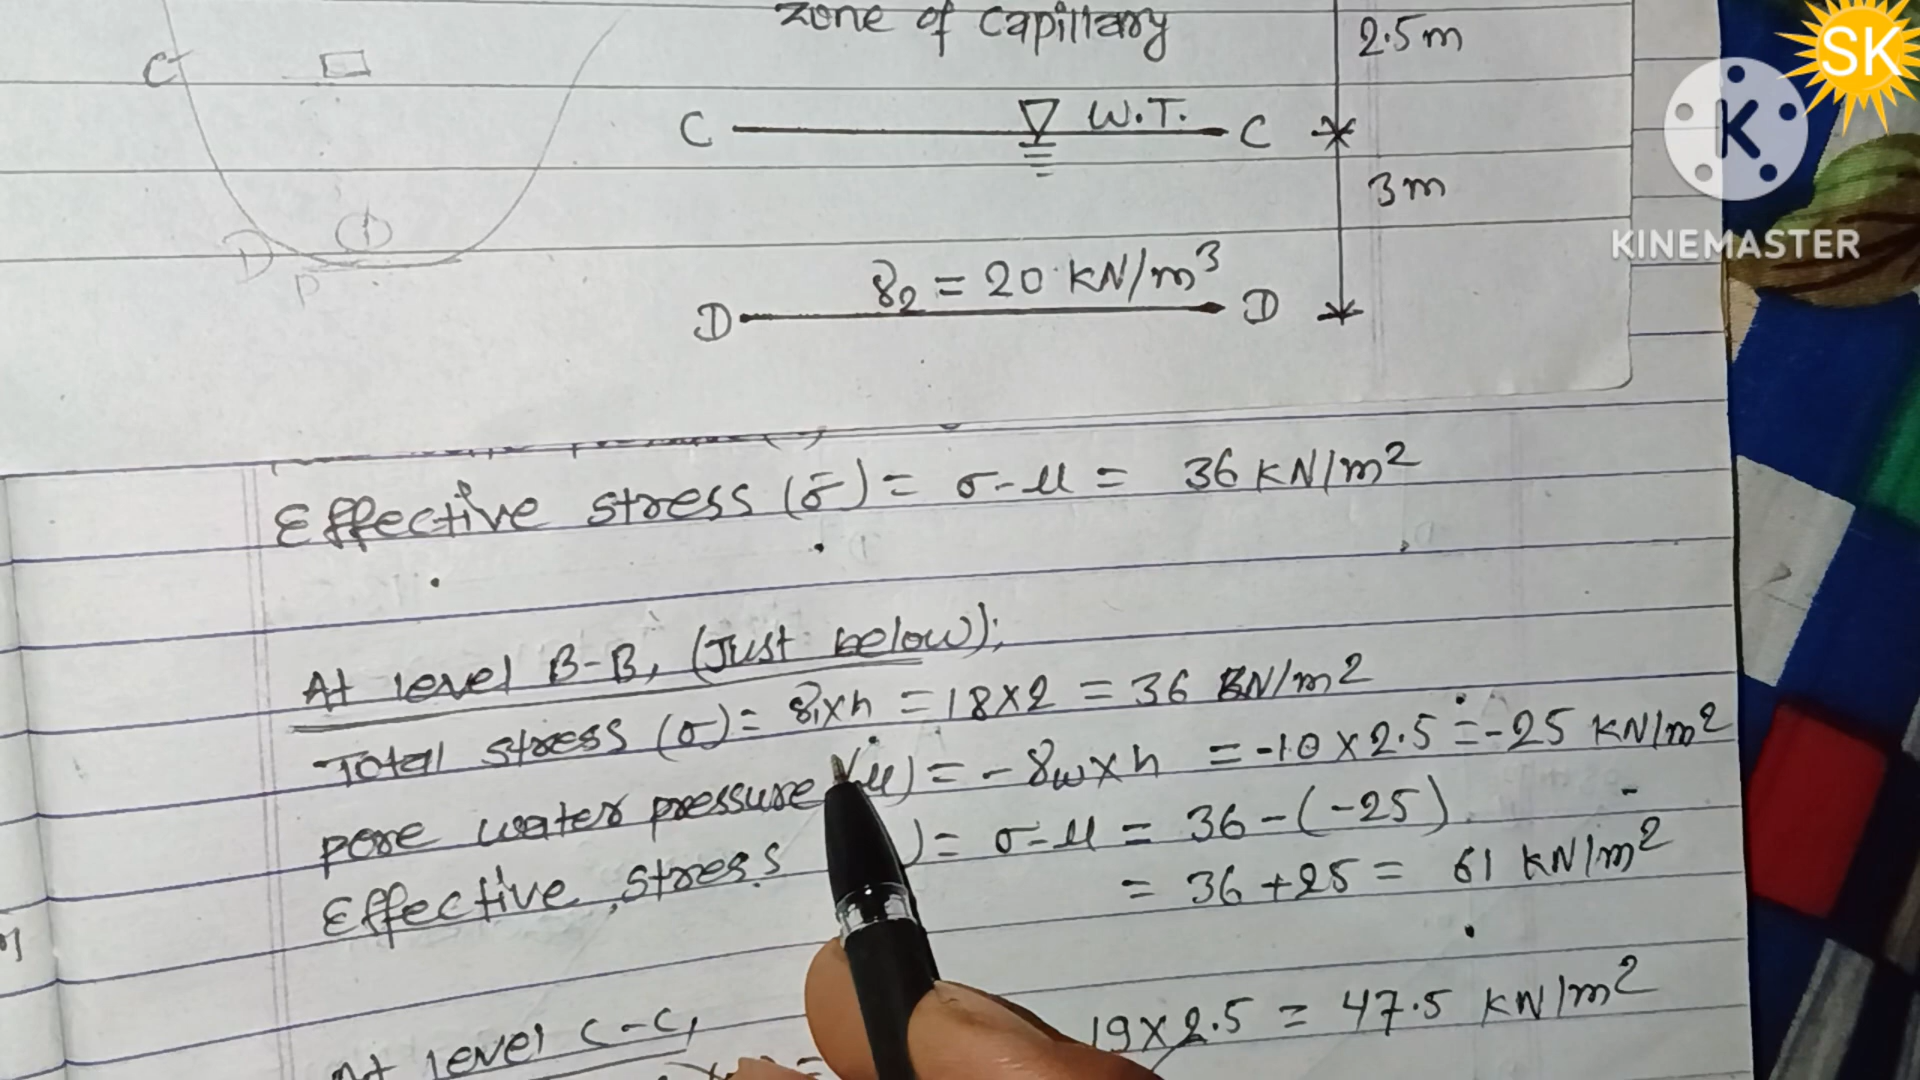 zone of capillary
2.5m
C
C
W.T.
C
3m
D
P
γ2 = 20 KN/m3
D
D
Effective stress (σ̄) = σ-u = 36 KN/m2
At level B-B, (Just below);
Total stress (σ) = γ1xh = 18x2 = 36 KN/m2
pore water pressure (u) = - γwxh = -10x2.5 = -25 KN/m2
Effective stress ) = σ-u = 36-(-25)
= 36+25 = 61 KN/m2
At level C-C,
19x2.5 = 47.5 KN/m2
SK
K
KINEMASTER